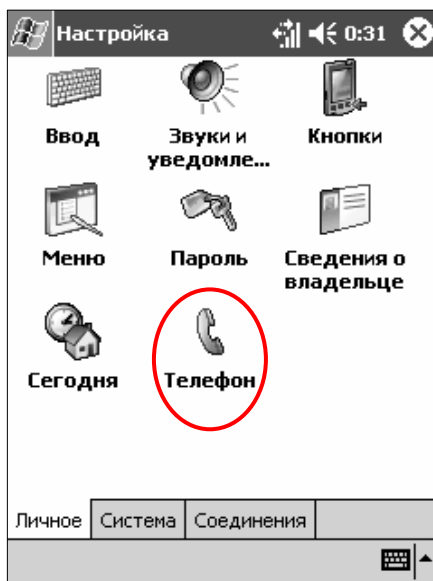 Настройка 0:31
Ввод
Звуки и
уведомле...
Кнопки
Меню
Пароль
Сведения о
владельце
Сегодня
Телефон
Личное Система Соединения